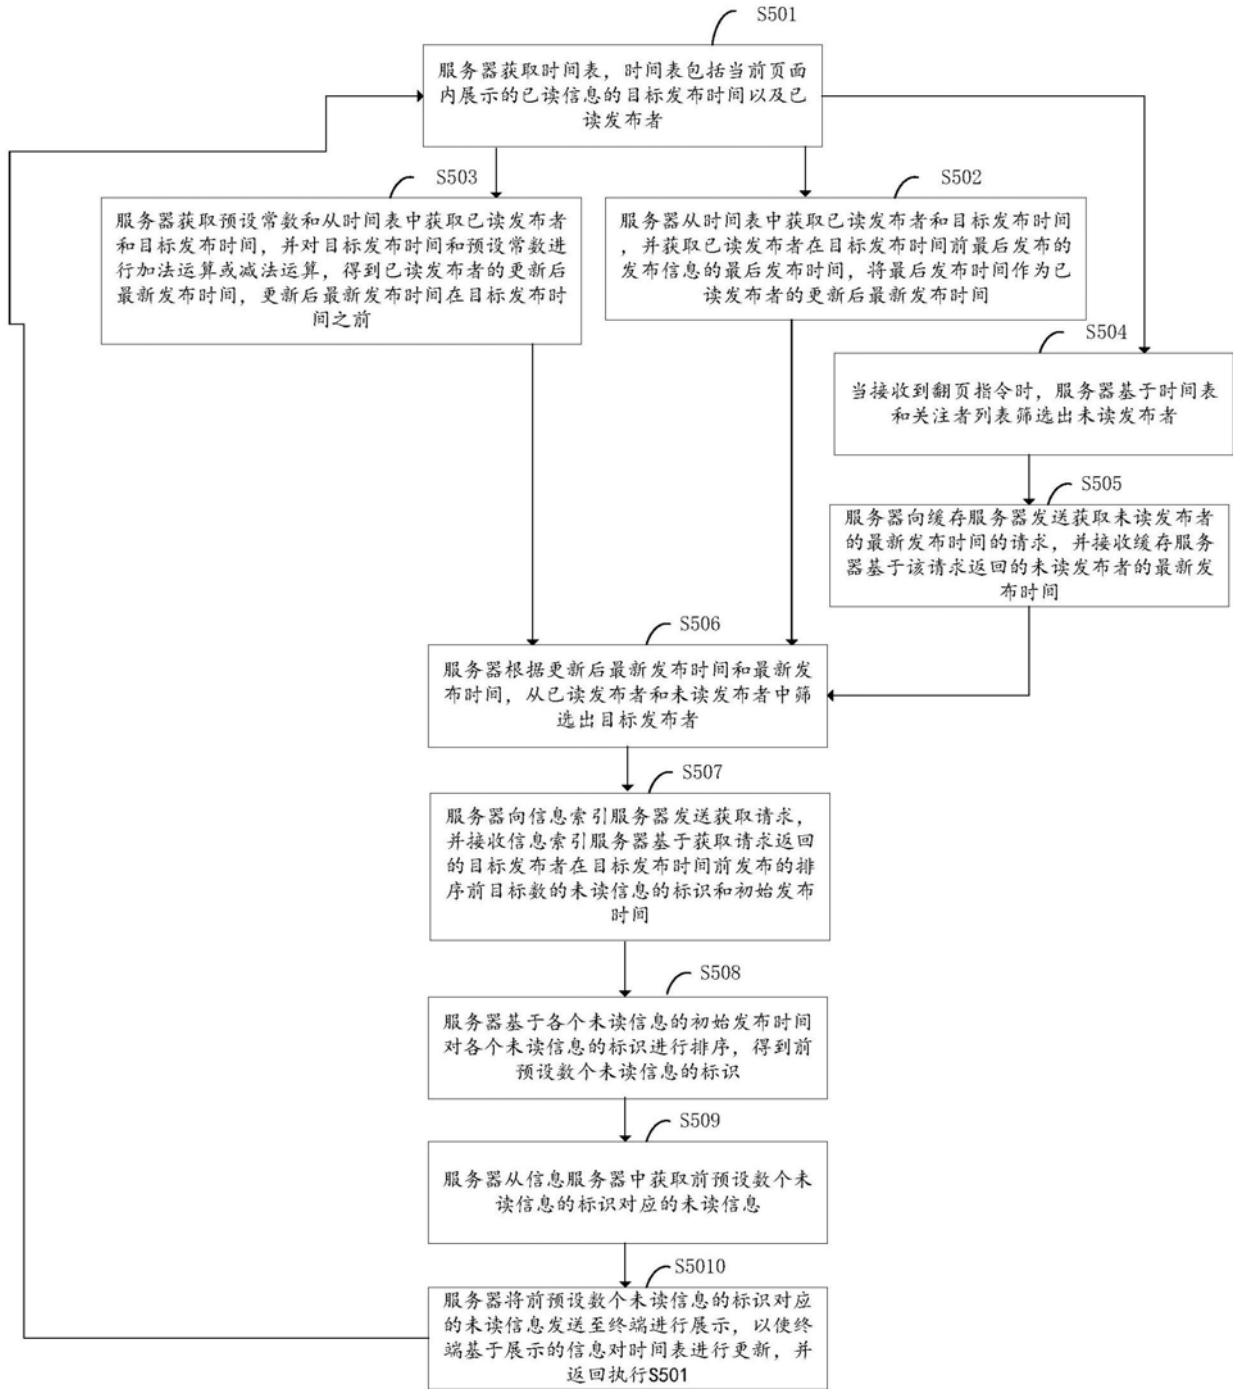 S501
服务器获取时间表，时间表包括当前页面
内展示的已读信息的目标发布时间以及已
读发布者
S503
服务器获取预设常数和从时间表中获取已读发布者
和目标发布时间，并对目标发布时间和预设常数进
行加法运算或减法运算，得到已读发布者的更新后
最新发布时间，更新后最新发布时间在目标发布时
间之前
S502
服务器从时间表中获取已读发布者和目标发布时间
，并获取已读发布者在目标发布时间前最后发布的
发布信息的最后发布时间，将最后发布时间作为已
读发布者的更新后最新发布时间
S504
当接收到翻页指令时，服务器基于时间表
和关注者列表筛选出未读发布者
S505
服务器向缓存服务器发送获取未读发布者
的最新发布时间的请求，并接收缓存服务
器基于该请求返回的未读发布者的最新发
布时间
S506
服务器根据更新后最新发布时间和最新发
布时间，从已读发布者和未读发布者中筛
选出目标发布者
S507
服务器向信息索引服务器发送获取请求，
并接收信息索引服务器基于获取请求返回
的目标发布者在目标发布时间前发布的排
序前目标数的未读信息的标识和初始发布
时间
S508
服务器基于各个未读信息的初始发布时间
对各个未读信息的标识进行排序，得到前
预设数个未读信息的标识
S509
服务器从信息服务器中获取前预设数个未
读信息的标识对应的未读信息
S5010
服务器将前预设数个未读信息的标识对应
的未读信息发送至终端进行展示，以使终
端基于展示的信息对时间表进行更新，并
返回执行S501